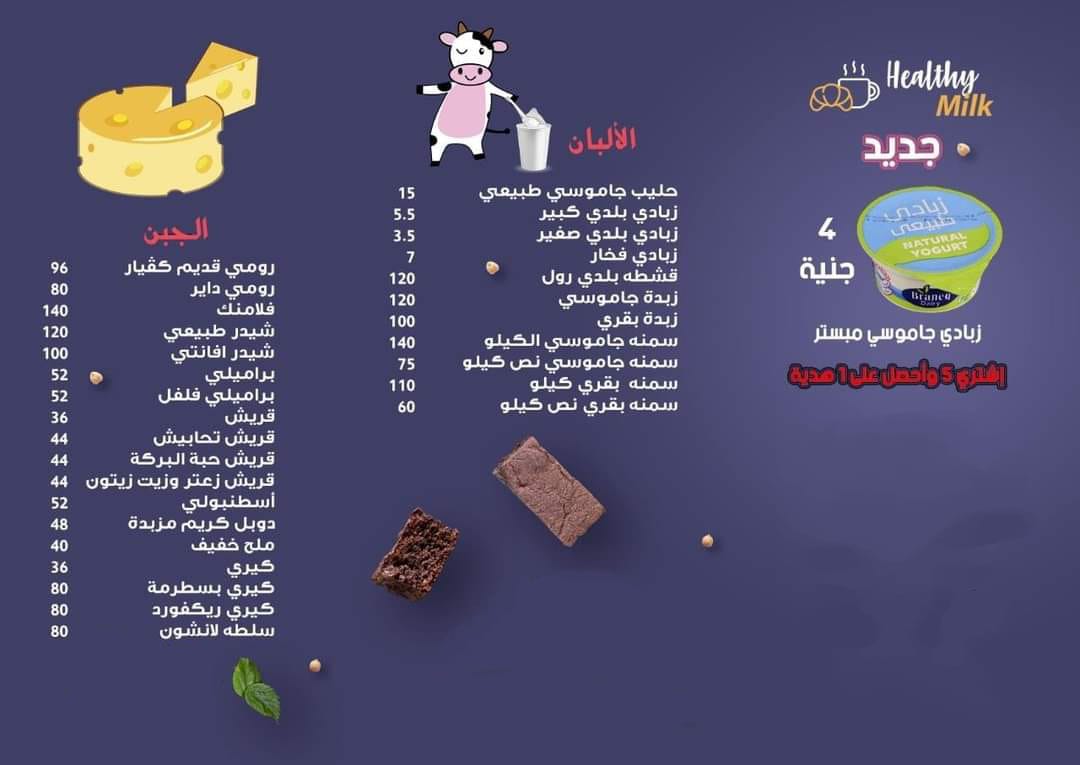 Healthy
Milk
جديد
زبادي
طبيعي
NATURAL
YOGURT
Branco
Dairy
4
جنية
زبادي جاموسي مبستر
إشتري 5 وأحصل على 1 هدية
الألبان
حليب جاموسي طبيعي 15
زبادي بلدي كبير 5.5
زبادي بلدي صغير 3.5
زبادي فخار 7
قشطه بلدي رول 120
زبدة جاموسي 120
زبدة بقري 100
سمنه جاموسي الكيلو 140
سمنه جاموسي نص كيلو 75
سمنه بقري كيلو 110
سمنه بقري نص كيلو 60
الجبن
رومي قديم كڤيار 96
رومي داير 80
فلامنك 140
شيدر طبيعي 120
شيدر افانتي 100
براميلي 52
براميلي فلفل 52
قريش 36
قريش تحابيش 44
قريش حبة البركة 44
قريش زعتر وزيت زيتون 44
أسطنبولي 52
دوبل كريم مزبدة 48
ملح خفيف 40
كيري 36
كيري بسطرمة 80
كيري ريكفورد 80
سلطه لانشون 80